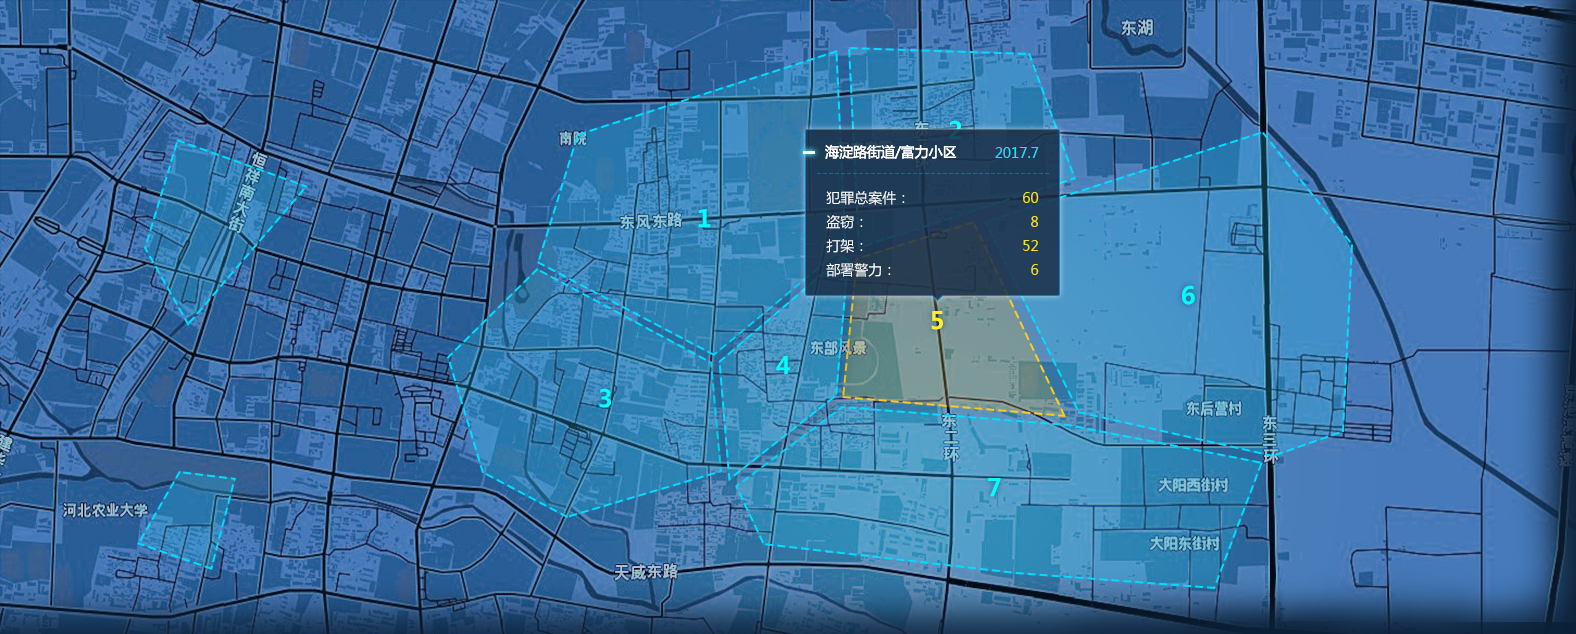 东湖
南院
东
2
恒祥南大街
海淀路街道/富力小区 2017.7
犯罪总案件： 60
盗窃： 8
打架： 52
部署警力： 6
东风东路
1
6
5
东部风景
4
3
东后营村
东二环
东三环
7
大阳西街村
河北农业大学
大阳东街村
天威东路